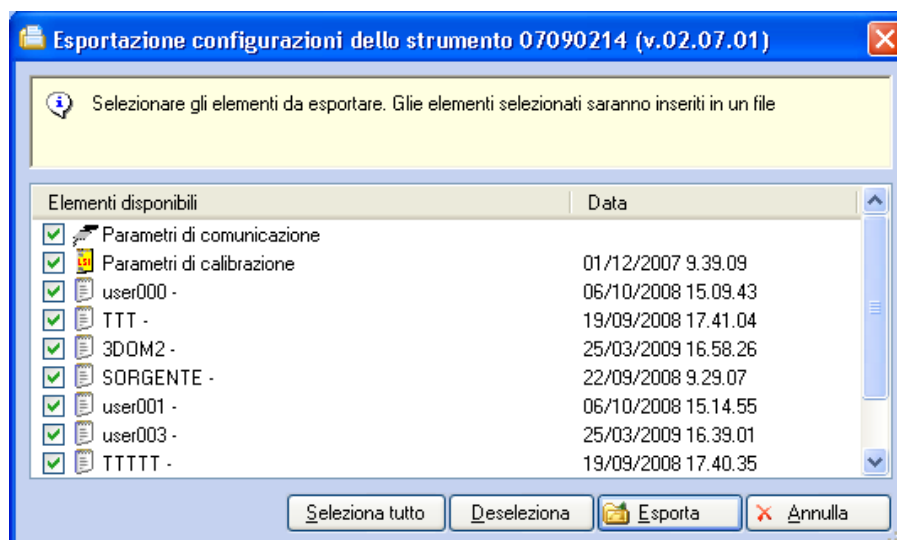 Esportazione configurazioni dello strumento 07090214 (v.02.07.01)
Selezionare gli elementi da esportare. Glie elementi selezionati saranno inseriti in un file
Elementi disponibili Data
Parametri di comunicazione
LSI Parametri di calibrazione 01/12/2007 9.39.09
user000 - 06/10/2008 15.09.43
TTT - 19/09/2008 17.41.04
3DOM2 - 25/03/2009 16.58.26
SORGENTE - 22/09/2008 9.29.07
user001 - 06/10/2008 15.14.55
user003 - 25/03/2009 16.39.01
TTTTT - 19/09/2008 17.40.35
Seleziona tutto Deseleziona Esporta Annulla